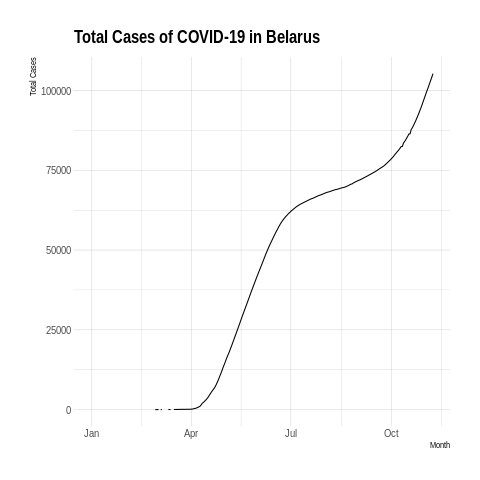 Total Cases of COVID-19 in Belarus
Total Cases
100000
75000
50000
25000
0
Jan Apr Jul Oct
Month